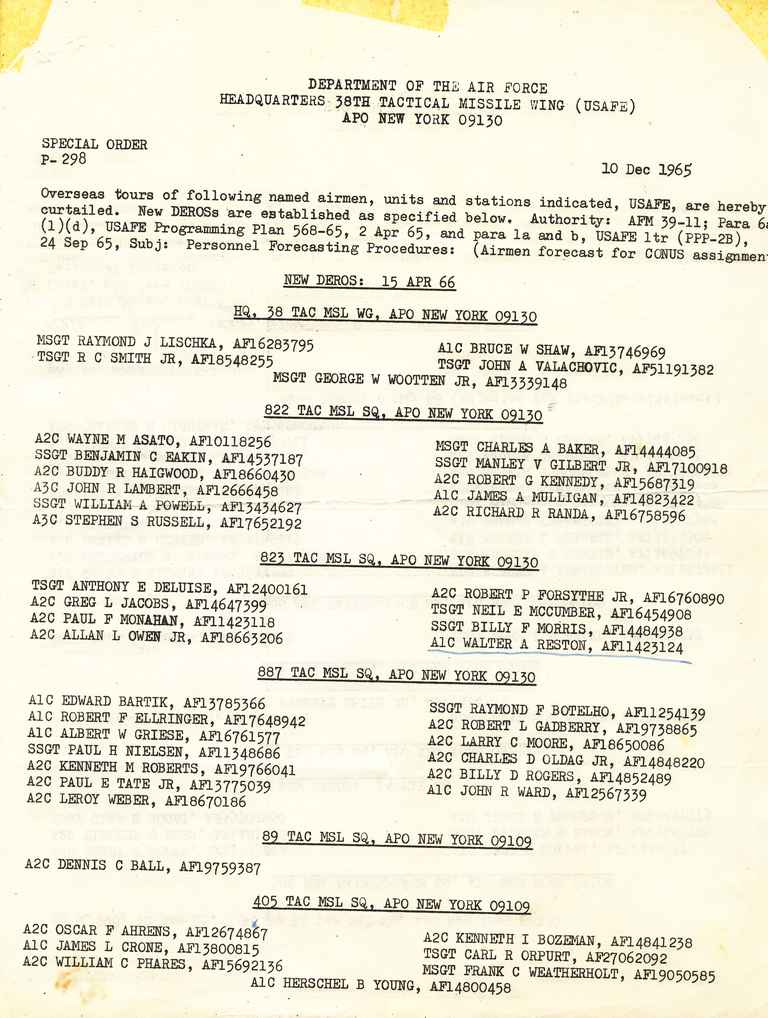 DEPARTMENT OF THE AIR FORCE
HEADQUARTERS 38TH TACTICAL MISSILE WING (USAFE)
APO NEW YORK 09130
SPECIAL ORDER
P-298
10 Dec 1965
Overseas tours of following named airmen, units and stations indicated, USAFE, are hereby
curtailed. New DEROSs are established as specified below. Authority: AFM 39-11; Para 6a
(1)(d), USAFE Programming Plan 568-65, 2 Apr 65, and para 1a and b, USAFE ltr (PPP-2B),
24 Sep 65, Subj: Personnel Forecasting Procedures: (Airmen forecast for CONUS assignment
NEW DEROS: 15 APR 66
HQ, 38 TAC MSL WG, APO NEW YORK 09130
MSGT RAYMOND J LISCHKA, AF16283795
TSGT R C SMITH JR, AF18548255
A1C BRUCE W SHAW, AF13746969
TSGT JOHN A VALACHOVIC, AF51191382
MSGT GEORGE W WOOTTEN JR, AF13339148
822 TAC MSL SQ, APO NEW YORK 09130
A2C WAYNE M ASATO, AF10118256
SSGT BENJAMIN C EAKIN, AF14537187
A2C BUDDY R HAIGWOOD, AF18660430
A3C JOHN R LAMBERT, AF12666458
SSGT WILLIAM A POWELL, AF13434627
A3C STEPHEN S RUSSELL, AF17652192
MSGT CHARLES A BAKER, AF14444085
SSGT MANLEY V GILBERT JR, AF17100918
A2C ROBERT G KENNEDY, AF15687319
A1C JAMES A MULLIGAN, AF14823422
A2C RICHARD R RANDA, AF16758596
823 TAC MSL SQ, APO NEW YORK 09130
TSGT ANTHONY E DELUISE, AF12400161
A2C GREG L JACOBS, AF14647399
A2C PAUL F MONAHAN, AF11423118
A2C ALLAN L OWEN JR, AF18663206
A2C ROBERT P FORSYTHE JR, AF16760890
TSGT NEIL E MCCUMBER, AF16454908
SSGT BILLY F MORRIS, AF14484938
A1C WALTER A RESTON, AF11423124
887 TAC MSL SQ, APO NEW YORK 09130
A1C EDWARD BARTIK, AF13785366
A1C ROBERT F ELLRINGER, AF17648942
A1C ALBERT W GRIESE, AF16761577
SSGT PAUL H NIELSEN, AF11348686
A2C KENNETH M ROBERTS, AF19766041
A2C PAUL E TATE JR, AF13775039
A2C LEROY WEBER, AF18670186
SSGT RAYMOND F BOTELHO, AF11254139
A2C ROBERT L GADBERRY, AF19738865
A2C LARRY C MOORE, AF18650086
A2C CHARLES D OLDAG JR, AF14848220
A2C BILLY D ROGERS, AF14852489
A1C JOHN R WARD, AF12567339
89 TAC MSL SQ, APO NEW YORK 09109
A2C DENNIS C BALL, AF19759387
405 TAC MSL SQ, APO NEW YORK 09109
A2C OSCAR F AHRENS, AF12674867
A1C JAMES L CRONE, AF13800815
A2C WILLIAM C PHARES, AF15692136
A2C KENNETH I BOZEMAN, AF14841238
TSGT CARL R ORPURT, AF27062092
MSGT FRANK C WEATHERHOLT, AF19050585
A1C HERSCHEL B YOUNG, AF14800458